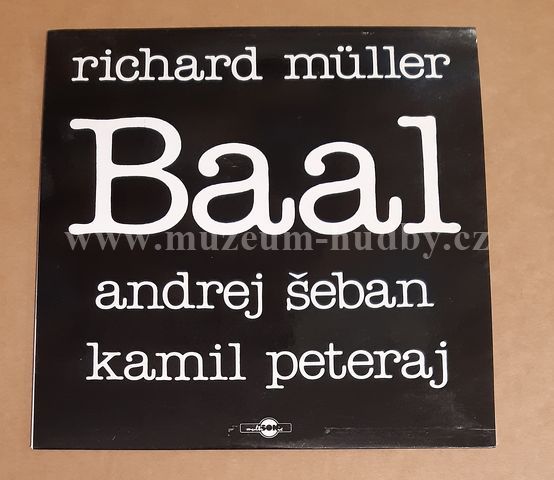 richard müller
Baal
www.muzeum-hudby.cz
andrej šeban
kamil peteraj